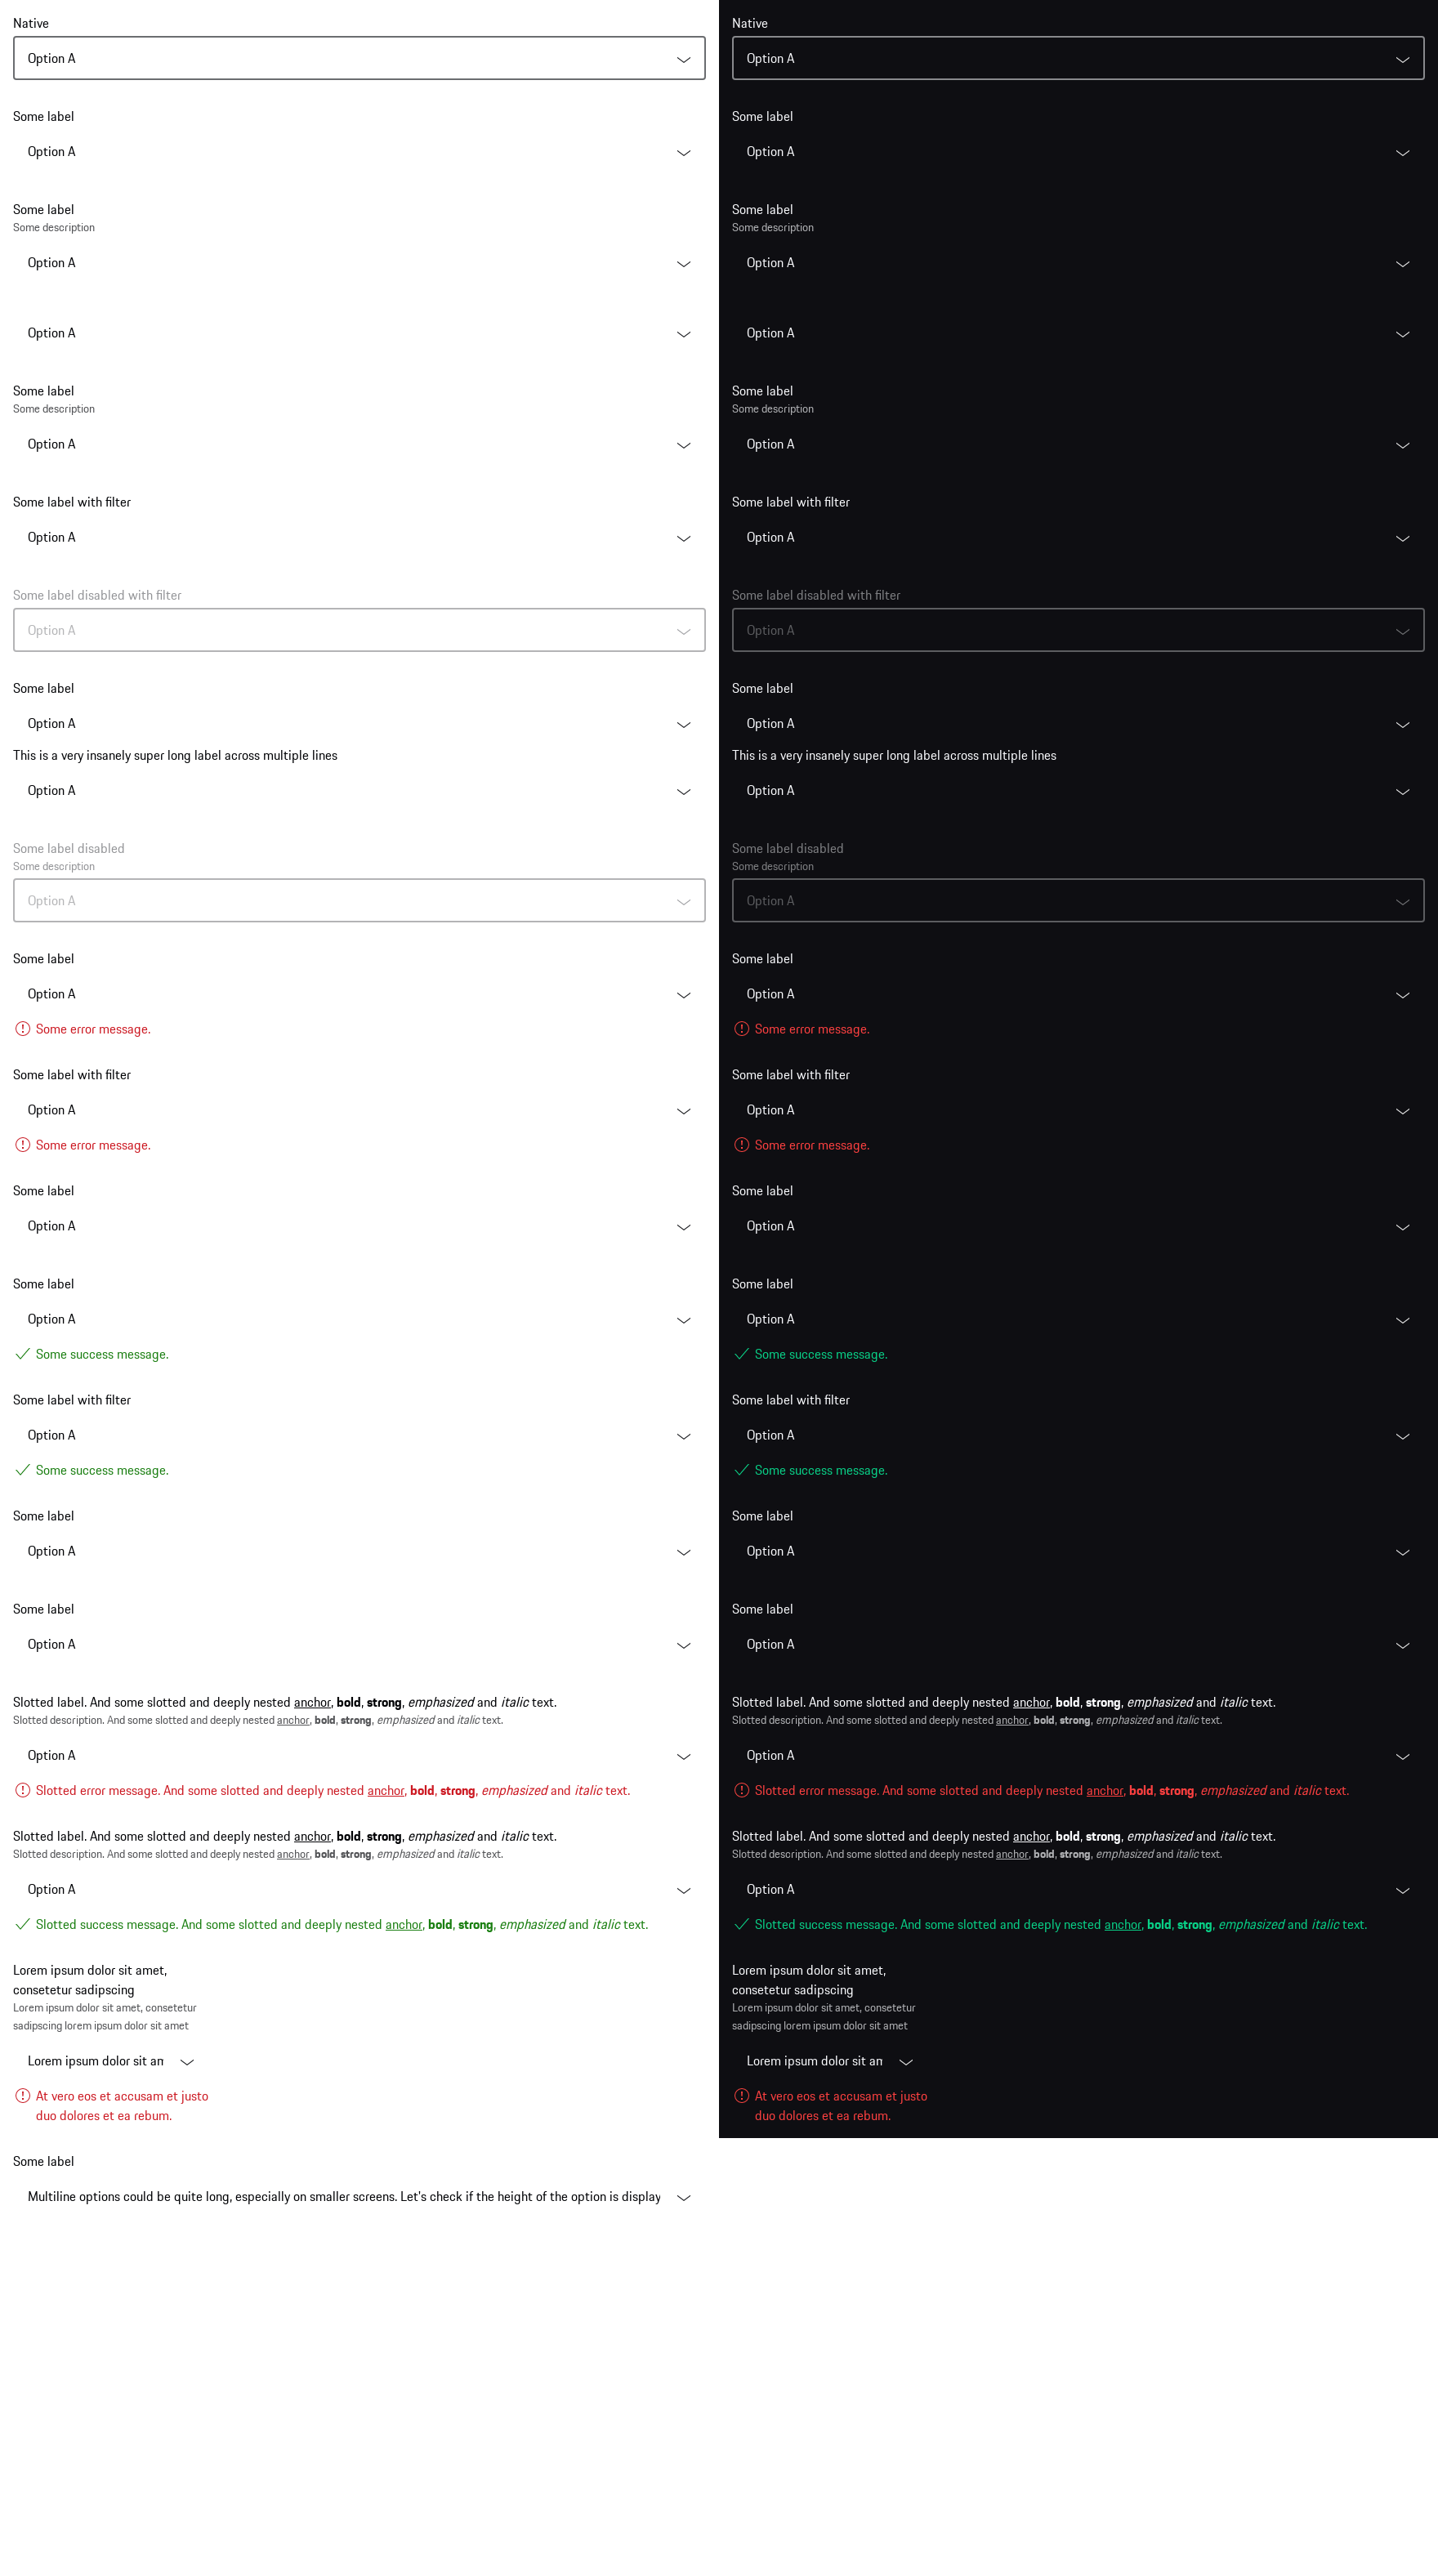 Native
Option A
Some label
Option A
Some label
Some description
Option A
Option A
Some label
Some description
Option A
Some label with filter
Option A
Some label disabled with filter
Option A
Some label
Option A
This is a very insanely super long label across multiple lines
Option A
Some label disabled
Some description
Option A
Some label
Option A
Some error message.
Some label with filter
Option A
Some error message.
Some label
Option A
Some label
Option A
Some success message.
Some label with filter
Option A
Some success message.
Some label
Option A
Some label
Option A
Slotted label. And some slotted and deeply nested anchor, bold, strong, emphasized and italic text.
Slotted description. And some slotted and deeply nested anchor, bold, strong, emphasized and italic text.
Option A
Slotted error message. And some slotted and deeply nested anchor, bold, strong, emphasized and italic text.
Slotted label. And some slotted and deeply nested anchor, bold, strong, emphasized and italic text.
Slotted description. And some slotted and deeply nested anchor, bold, strong, emphasized and italic text.
Option A
Slotted success message. And some slotted and deeply nested anchor, bold, strong, emphasized and italic text.
Lorem ipsum dolor sit amet,
consetetur sadipscing
Lorem ipsum dolor sit amet, consetetur
sadipscing lorem ipsum dolor sit amet
Lorem ipsum dolor sit am
At vero eos et accusam et justo
duo dolores et ea rebum.
Some label
Multiline options could be quite long, especially on smaller screens. Let's check if the height of the option is display
Native
Option A
Some label
Option A
Some label
Some description
Option A
Option A
Some label
Some description
Option A
Some label with filter
Option A
Some label disabled with filter
Option A
Some label
Option A
This is a very insanely super long label across multiple lines
Option A
Some label disabled
Some description
Option A
Some label
Option A
Some error message.
Some label with filter
Option A
Some error message.
Some label
Option A
Some label
Option A
Some success message.
Some label with filter
Option A
Some success message.
Some label
Option A
Some label
Option A
Slotted label. And some slotted and deeply nested anchor, bold, strong, emphasized and italic text.
Slotted description. And some slotted and deeply nested anchor, bold, strong, emphasized and italic text.
Option A
Slotted error message. And some slotted and deeply nested anchor, bold, strong, emphasized and italic text.
Slotted label. And some slotted and deeply nested anchor, bold, strong, emphasized and italic text.
Slotted description. And some slotted and deeply nested anchor, bold, strong, emphasized and italic text.
Option A
Slotted success message. And some slotted and deeply nested anchor, bold, strong, emphasized and italic text.
Lorem ipsum dolor sit amet,
consetetur sadipscing
Lorem ipsum dolor sit amet, consetetur
sadipscing lorem ipsum dolor sit amet
Lorem ipsum dolor sit am
At vero eos et accusam et justo
duo dolores et ea rebum.